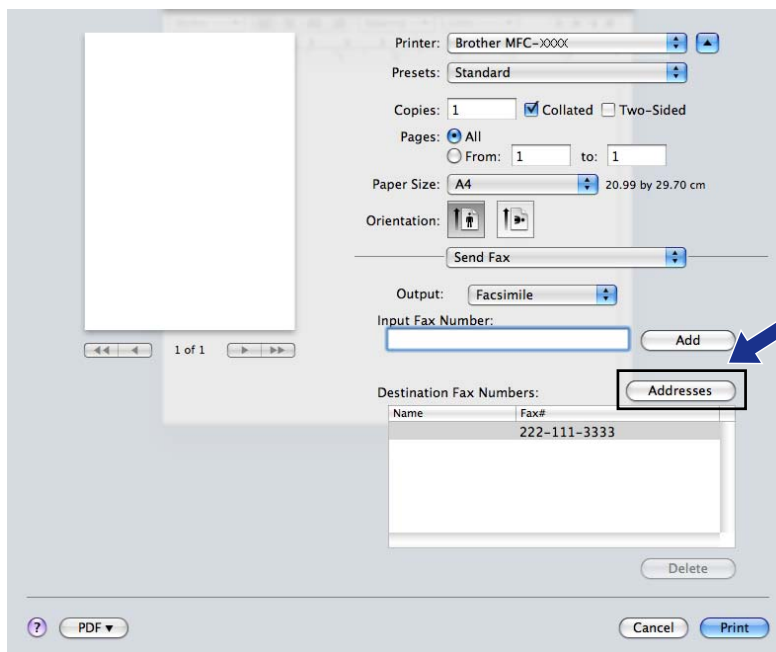 Printer: Brother MFC-XXXX
Presets: Standard
Copies: 1 Collated Two-Sided
Pages: All
From: 1 to: 1
Paper Size: A4 20.99 by 29.70 cm
Orientation:
Send Fax
Output: Facsimile
Input Fax Number:
Add
1 of 1
Destination Fax Numbers: Addresses
Name Fax#
222-111-3333
Delete
? PDF Cancel Print